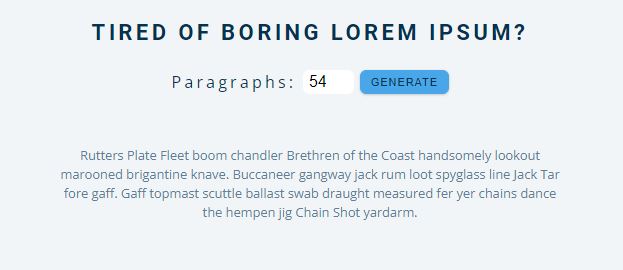 TIRED OF BORING LOREM IPSUM?
Paragraphs: 54 GENERATE
Rutters Plate Fleet boom chandler Brethren of the Coast handsomely lookout
marooned brigantine knave. Buccaneer gangway jack rum loot spyglass line Jack Tar
fore gaff. Gaff topmast scuttle ballast swab draught measured fer yer chains dance
the hempen jig Chain Shot yardarm.